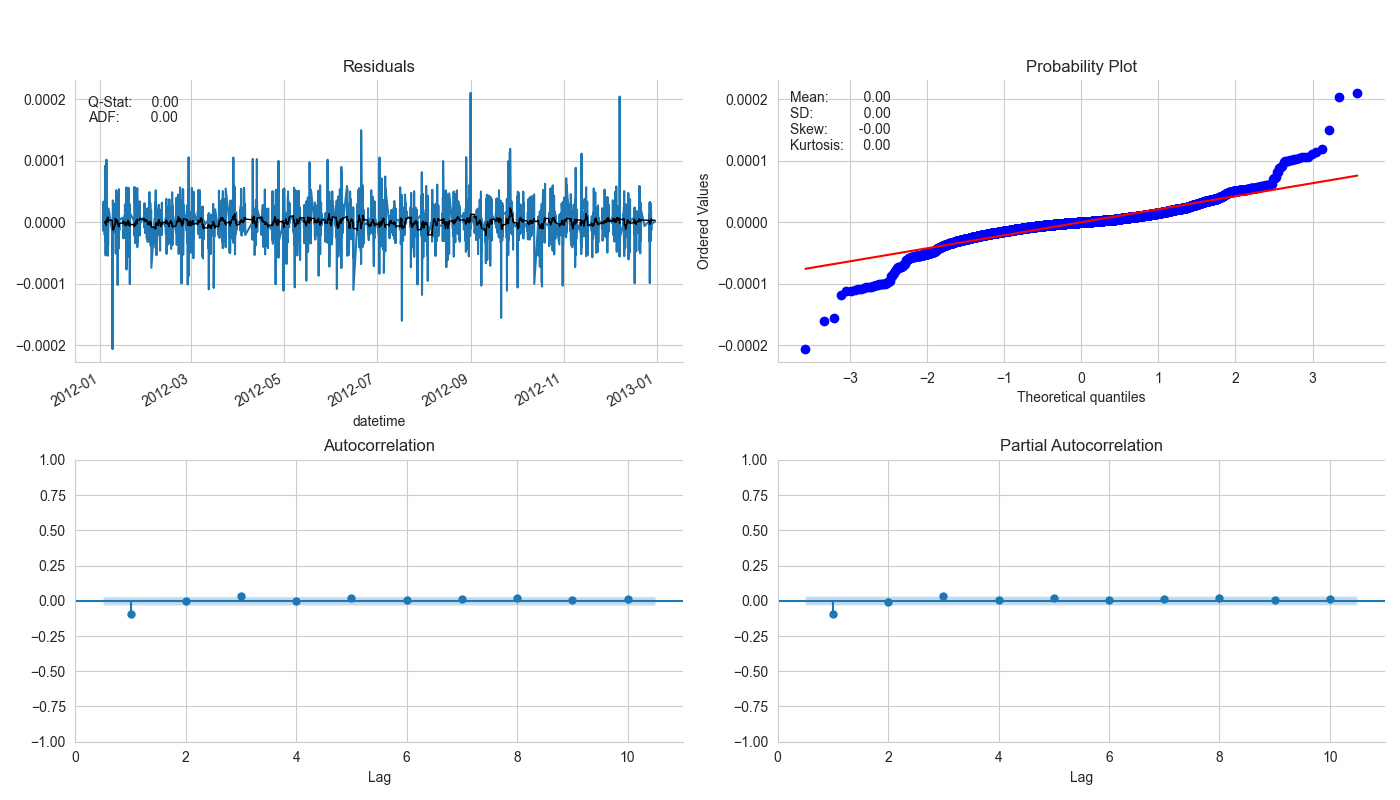 Residuals
Q-Stat: 0.00
ADF: 0.00
0.0002
0.0001
0.0000
−0.0001
−0.0002
2012-01 2012-03 2012-05 2012-07 2012-09 2012-11 2013-01
datetime
Probability Plot
Mean: 0.00
SD: 0.00
Skew: -0.00
Kurtosis: 0.00
Ordered Values
0.0002
0.0001
0.0000
−0.0001
−0.0002
−3 −2 −1 0 1 2 3
Theoretical quantiles
Autocorrelation
1.00
0.75
0.50
0.25
0.00
−0.25
−0.50
−0.75
−1.00
0 2 4 6 8 10
Lag
Partial Autocorrelation
1.00
0.75
0.50
0.25
0.00
−0.25
−0.50
−0.75
−1.00
0 2 4 6 8 10
Lag